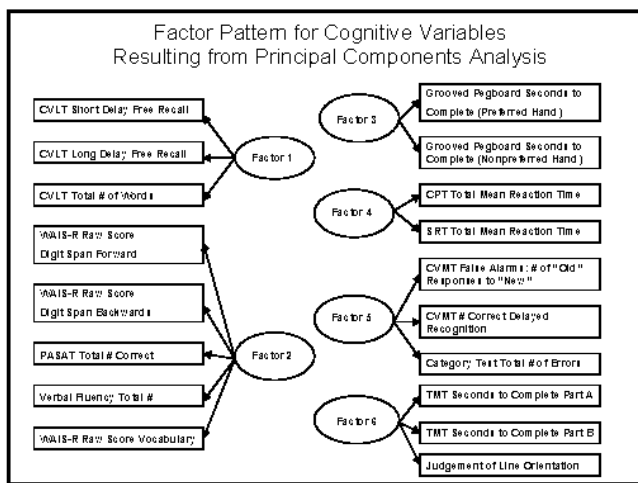 Factor Pattern for Cognitive Variables
Resulting from Principal Components Analysis
CVLT Short Delay Free Recall
CVLT Long Delay Free Recall
CVLT Total # of Words
Factor 1
WAIS-R Raw Score
Digit Span Forward
WAIS-R Raw Score
Digit Span Backwards
PASAT Total # Correct
Verbal Fluency Total #
WAIS-R Raw Score Vocabulary
Factor 2
Factor 3
Grooved Pegboard Seconds to
Complete (Preferred Hand)
Grooved Pegboard Seconds to
Complete (Nonpreferred Hand)
Factor 4
CPT Total Mean Reaction Time
SRT Total Mean Reaction Time
Factor 5
CVMT False Alarms: # of "Old"
Responses to "New"
CVMT # Correct Delayed
Recognition
Category Test Total # of Errors
Factor 6
TMT Seconds to Complete Part A
TMT Seconds to Complete Part B
Judgement of Line Orientation